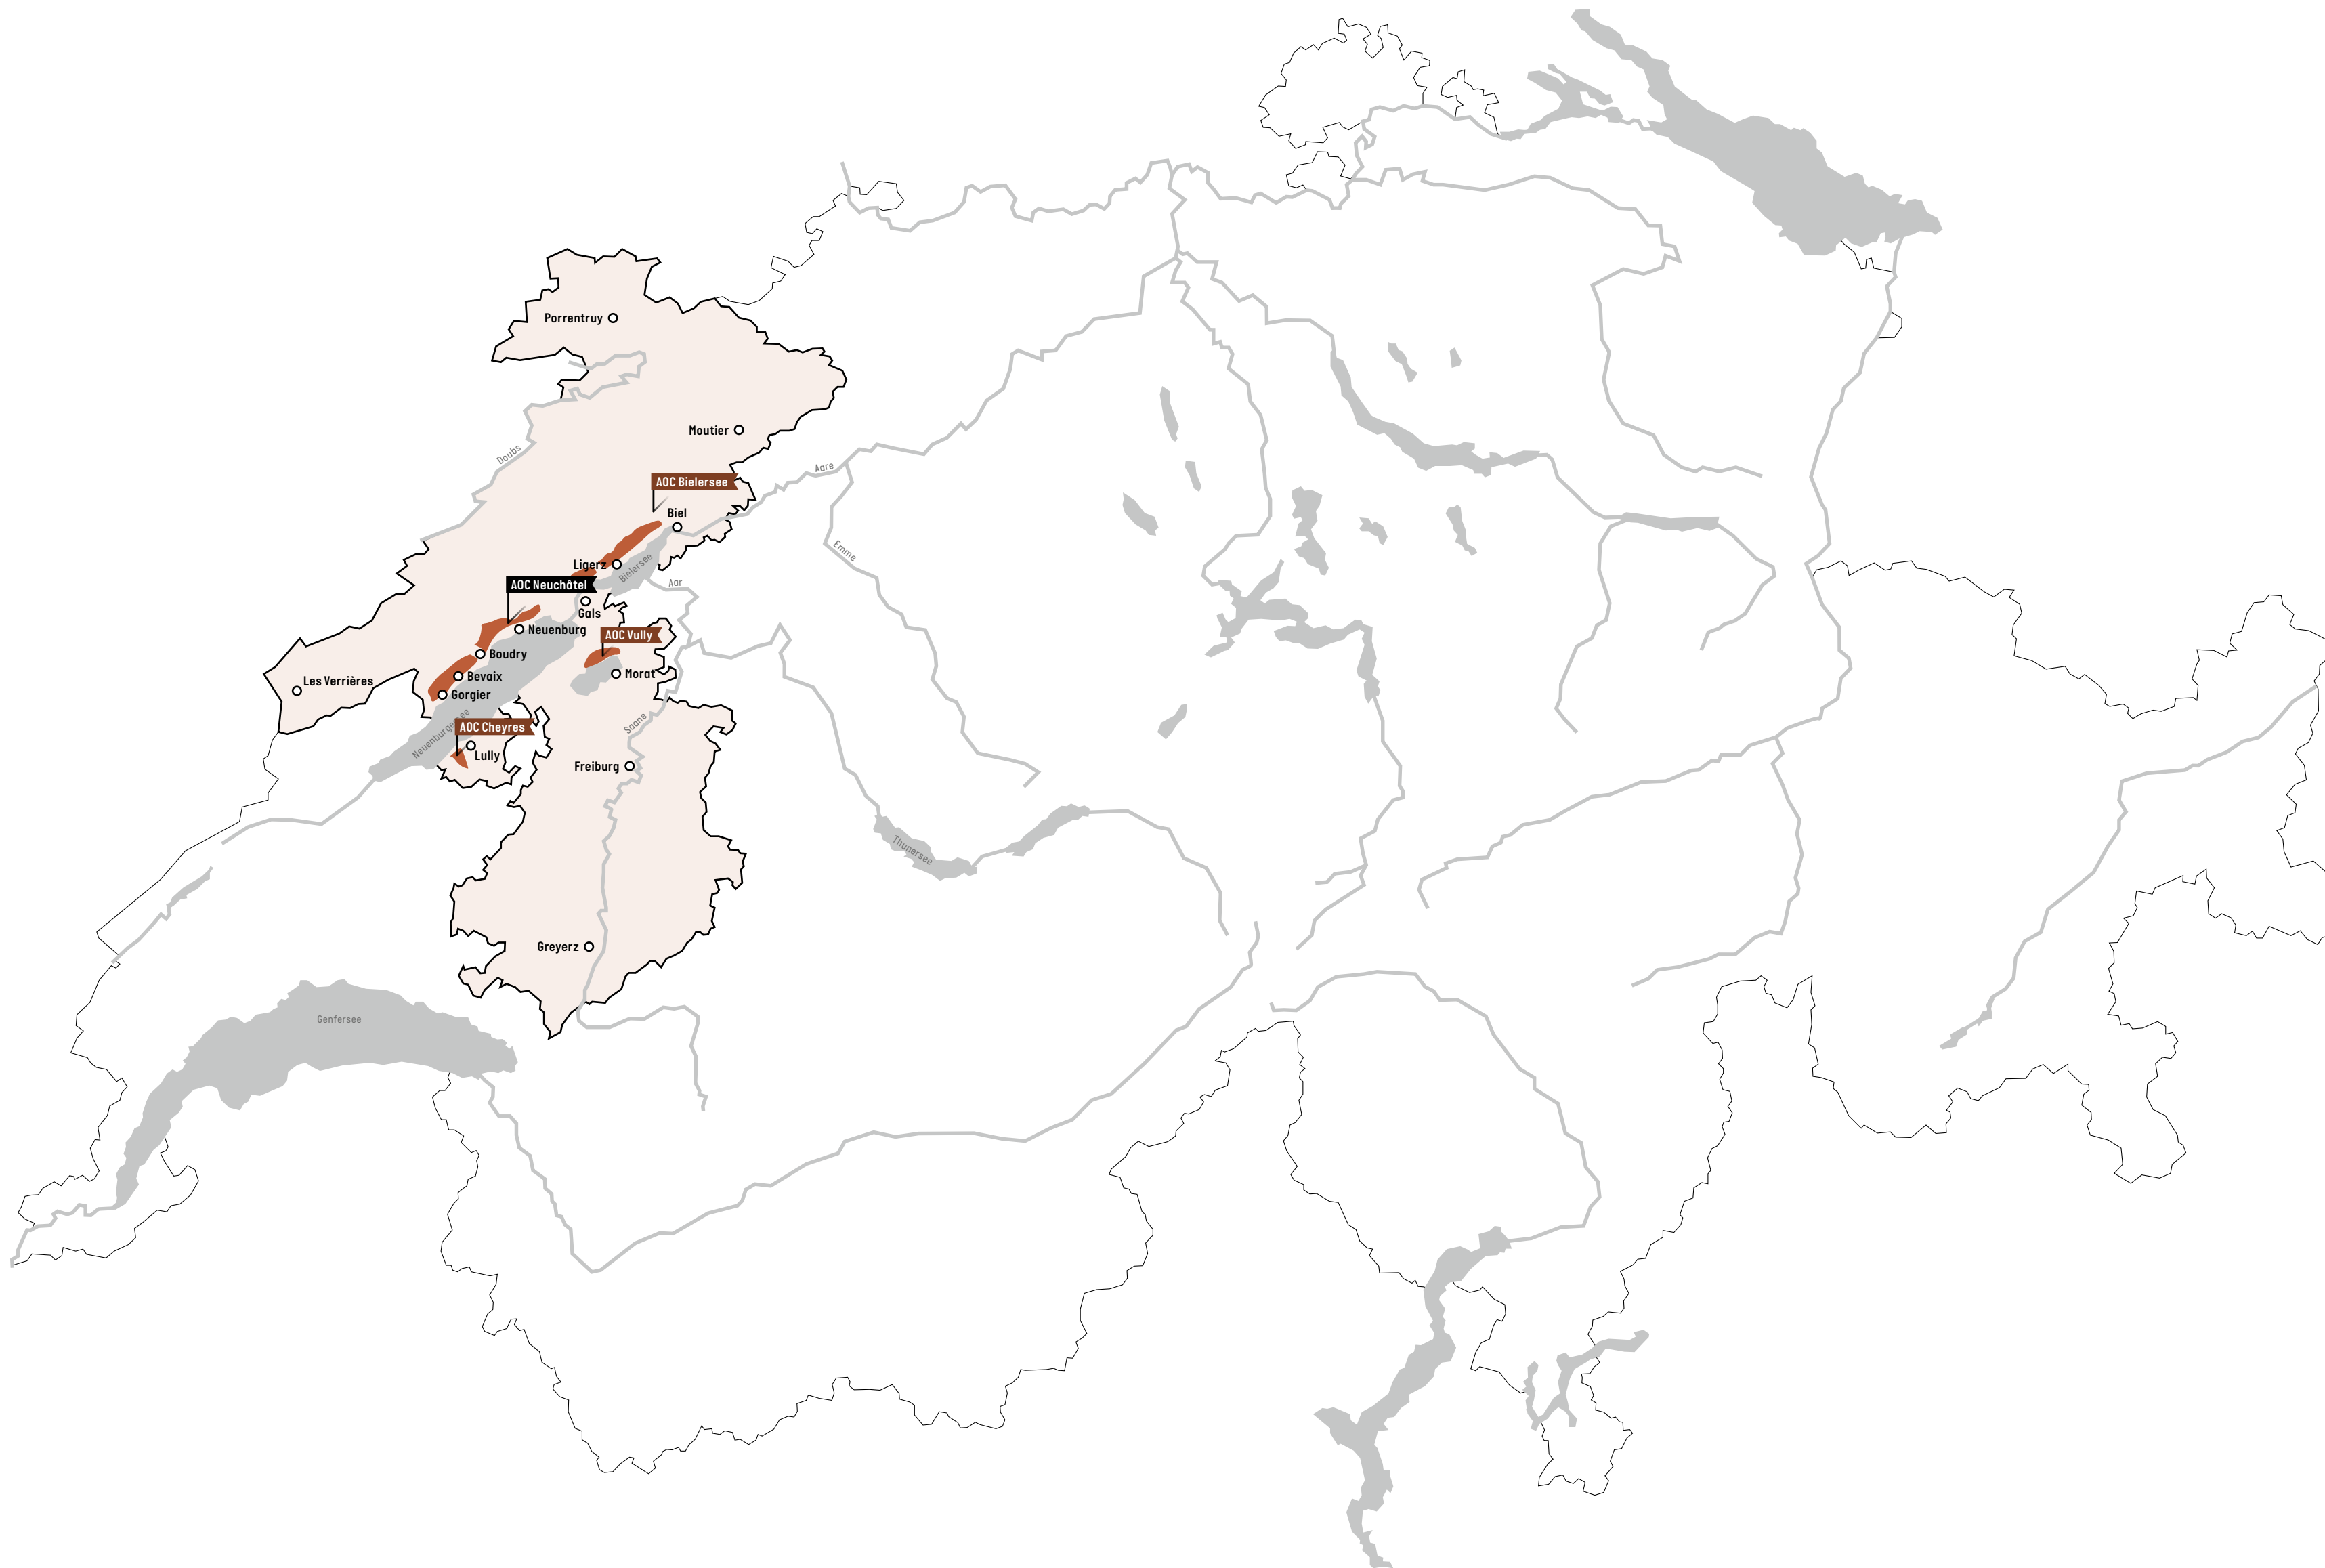 Porrentruy
Moutier
Doubs
Aare
AOC Bielersee
Biel
Emme
Ligerz
Bielersee
Aar
AOC Neuchâtel
Gals
Neuenburg
AOC Vully
Boudry
Bevaix
Morat
Les Verrières
Gorgier
Neuenburgersee
Saane
AOC Cheyres
Lully
Freiburg
Thunersee
Greyerz
Genfersee